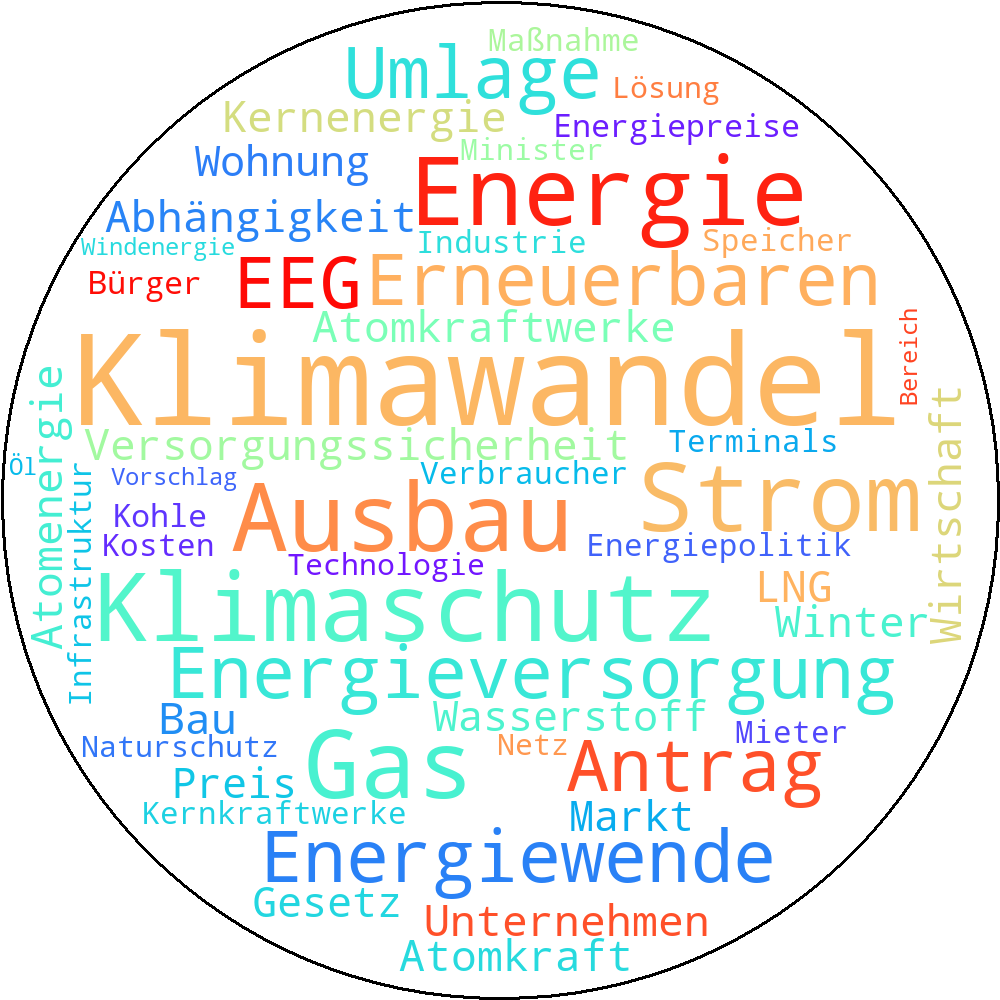 Maßnahme
Umlage
Lösung
Kernenergie
Energiepreise
Minister
Wohnung
Energie
Abhängigkeit
Industrie
Speicher
Windenergie
Bürger
EEG
Erneuerbaren
Atomkraftwerke
Bereich
Klimawandel
Atomenergie
Versorgungssicherheit
Terminals
Wirtschaft
Öl
Vorschlag
Verbraucher
Strom
Infrastruktur
Kohle
Ausbau
Kosten
Technologie
Energiepolitik
Klimaschutz
LNG
Winter
Energieversorgung
Bau
Wasserstoff
Mieter
Naturschutz
Gas
Netz
Antrag
Preis
Kernkraftwerke
Markt
Energiewende
Gesetz
Unternehmen
Atomkraft